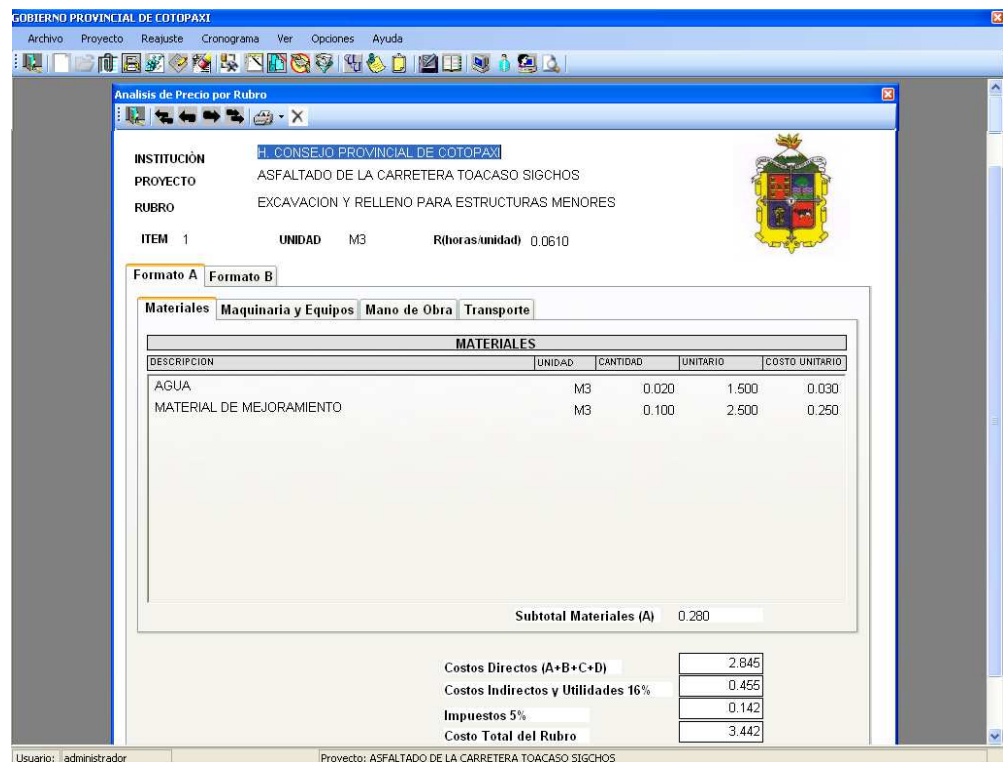 GOBIERNO PROVINCIAL DE COTOPAXI
Archivo Proyecto Reajuste Cronograma Ver Opciones Ayuda
Analisis de Precio por Rubro
INSTITUCIÒN H. CONSEJO PROVINCIAL DE COTOPAXI
PROYECTO ASFALTADO DE LA CARRETERA TOACASO SIGCHOS
RUBRO EXCAVACION Y RELLENO PARA ESTRUCTURAS MENORES
ITEM 1 UNIDAD M3 R(horas/unidad) 0.0610
Formato A Formato B
Materiales Maquinaria y Equipos Mano de Obra Transporte
MATERIALES
DESCRIPCION UNIDAD CANTIDAD UNITARIO COSTO UNITARIO
AGUA M3 0.020 1.500 0.030
MATERIAL DE MEJORAMIENTO M3 0.100 2.500 0.250
Subtotal Materiales (A) 0.280
Costos Directos (A+B+C+D) 2.845
Costos Indirectos y Utilidades 16% 0.455
Impuestos 5% 0.142
Costo Total del Rubro 3.442
Usuario: administrador Proyecto: ASFALTADO DE LA CARRETERA TOACASO SIGCHOS